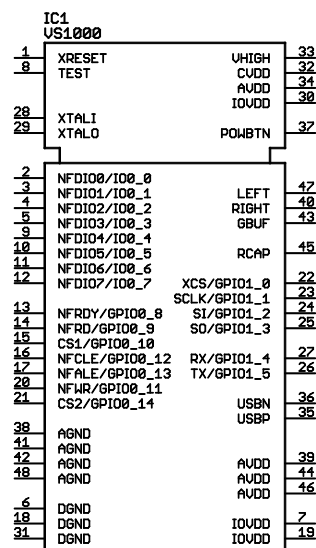 IC1
VS1000
1 XRESET VHIGH 33
8 TEST CVDD 32
AVDD 34
IOVDD 30
28 XTALI
29 XTALO POWBTN 37
2 NFDIO0/IO0_0
3 NFDIO1/IO0_1 LEFT 47
4 NFDIO2/IO0_2 RIGHT 40
5 NFDIO3/IO0_3 GBUF 43
9 NFDIO4/IO0_4
10 NFDIO5/IO0_5 RCAP 45
11 NFDIO6/IO0_6
12 NFDIO7/IO0_7 XCS/GPIO1_0 22
SCLK/GPIO1_1 23
13 NFRDY/GPIO0_8 SI/GPIO1_2 24
14 NFRD/GPIO0_9 SO/GPIO1_3 25
15 CS1/GPIO0_10
16 NFCLE/GPIO0_12 RX/GPIO1_4 27
17 NFALE/GPIO0_13 TX/GPIO1_5 26
20 NFWR/GPIO0_11
21 CS2/GPIO0_14 USBN 36
USBP 35
38 AGND
41 AGND
42 AGND AVDD 39
48 AGND AVDD 44
AVDD 46
6 DGND
18 DGND IOVDD 7
31 DGND IOVDD 19